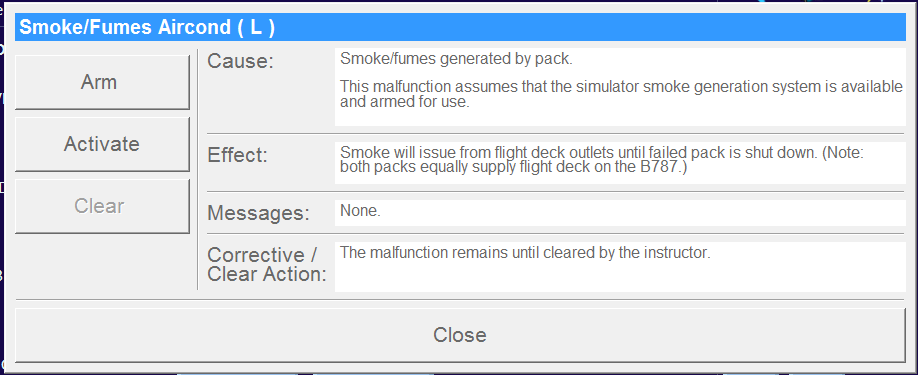 Smoke/Fumes Aircond ( L )
Arm
Activate
Clear
Cause:
Smoke/fumes generated by pack.
This malfunction assumes that the simulator smoke generation system is available
and armed for use.
Effect:
Smoke will issue from flight deck outlets until failed pack is shut down. (Note:
both packs equally supply flight deck on the B787.)
Messages:
None.
Corrective /
Clear Action:
The malfunction remains until cleared by the instructor.
Close